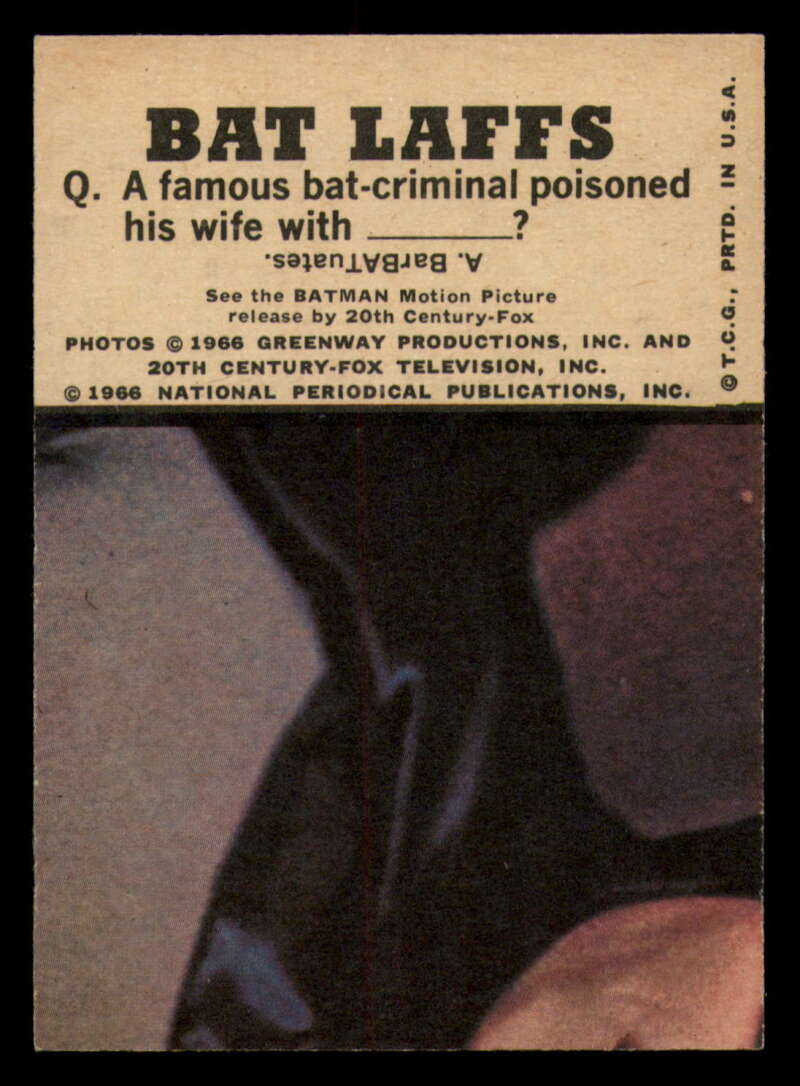 BAT LAFFS
Q. A famous bat-criminal poisoned
his wife with _______?
A. BarBATuates.
See the BATMAN Motion Picture
release by 20th Century-Fox
PHOTOS © 1966 GREENWAY PRODUCTIONS, INC. AND
20TH CENTURY-FOX TELEVISION, INC.
© 1966 NATIONAL PERIODICAL PUBLICATIONS, INC.
© T.C.G., PRTD. IN U.S.A.